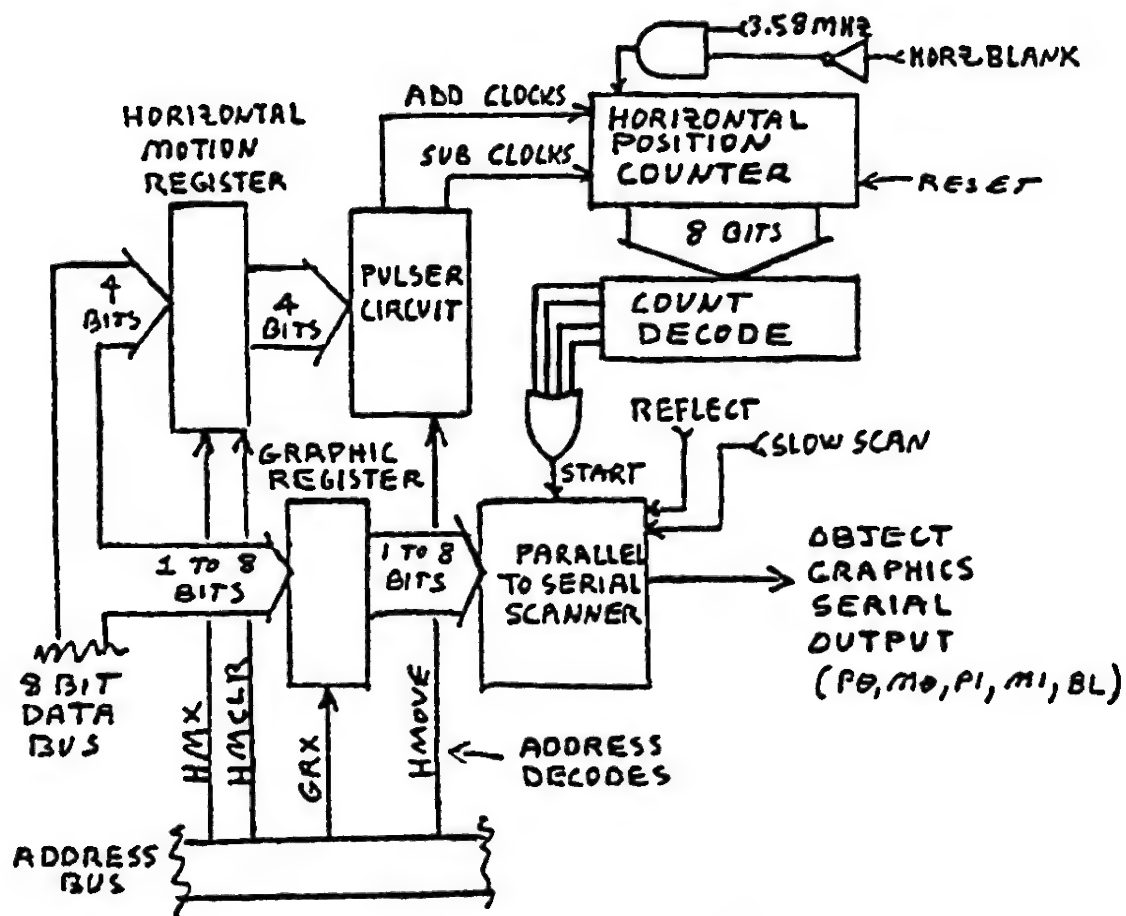 3.58MHZ
HORZ BLANK
ADD CLOCKS
HORIZONTAL
MOTION
REGISTER
HORIZONTAL
POSITION
COUNTER
SUB CLOCKS
RESET
8 BITS
4
BITS
4
BITS
PULSER
CIRCUIT
COUNT
DECODE
REFLECT
SLOW SCAN
GRAPHIC
REGISTER
START
1 TO 8
BITS
1 TO 8
BITS
PARALLEL
TO SERIAL
SCANNER
OBJECT
GRAPHICS
SERIAL
OUTPUT
(P0, M0, P1, M1, BL)
8 BIT
DATA
BUS
HMX
HMCLR
GRX
HMOVE
ADDRESS
DECODES
ADDRESS
BUS